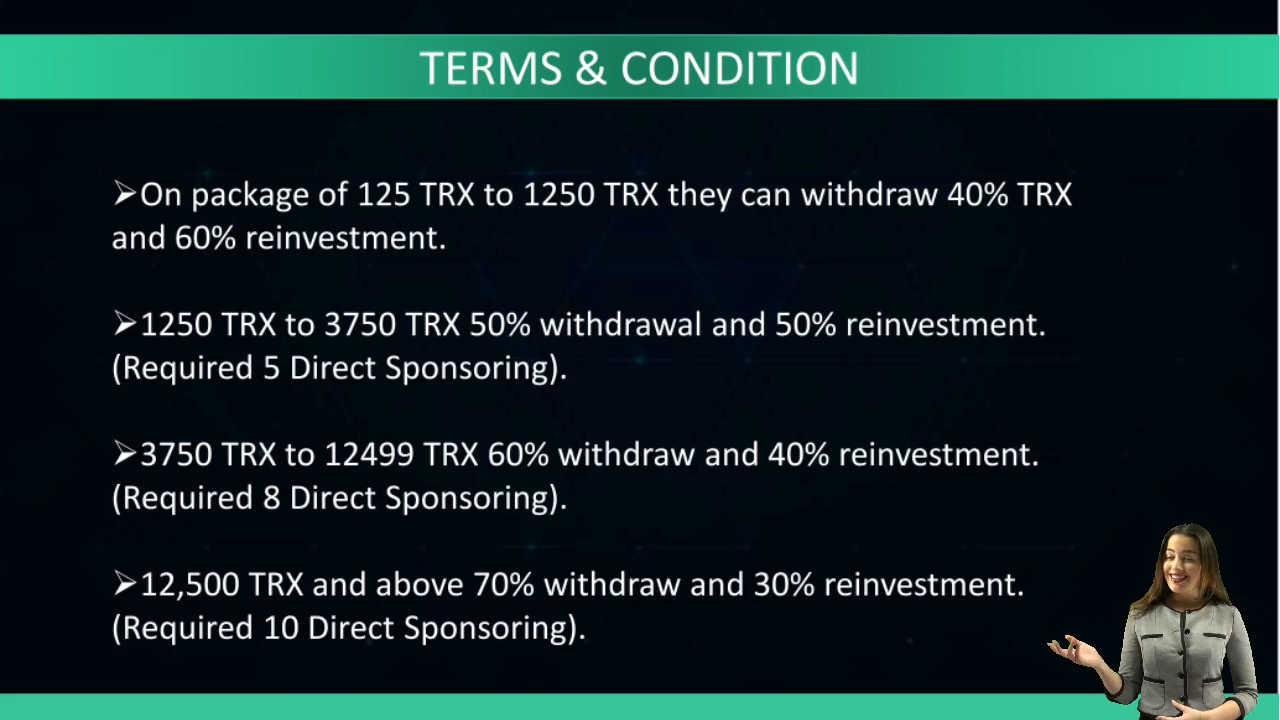 TERMS & CONDITION
➢On package of 125 TRX to 1250 TRX they can withdraw 40% TRX
and 60% reinvestment.
➢1250 TRX to 3750 TRX 50% withdrawal and 50% reinvestment.
(Required 5 Direct Sponsoring).
➢3750 TRX to 12499 TRX 60% withdraw and 40% reinvestment.
(Required 8 Direct Sponsoring).
➢12,500 TRX and above 70% withdraw and 30% reinvestment.
(Required 10 Direct Sponsoring).